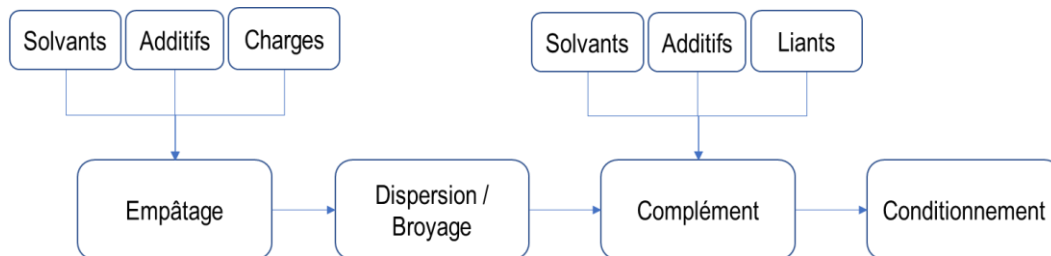 Solvants
Additifs
Charges
Solvants
Additifs
Liants
Empâtage
Dispersion /
Broyage
Complément
Conditionnement